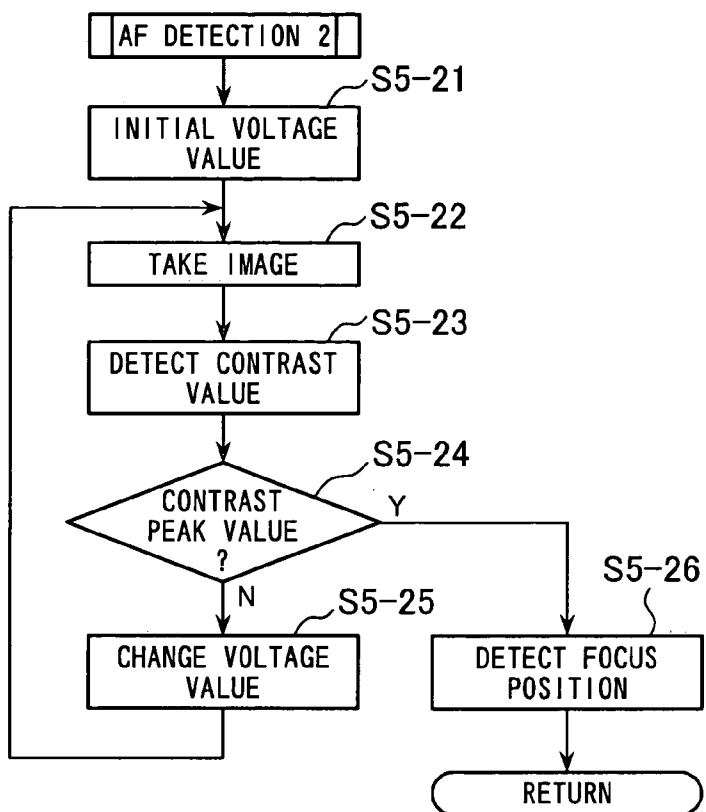 AF DETECTION 2
S5-21
INITIAL VOLTAGE
VALUE
S5-22
TAKE IMAGE
S5-23
DETECT CONTRAST
VALUE
S5-24
CONTRAST
PEAK VALUE
?
Y
N
S5-25
CHANGE VOLTAGE
VALUE
S5-26
DETECT FOCUS
POSITION
RETURN